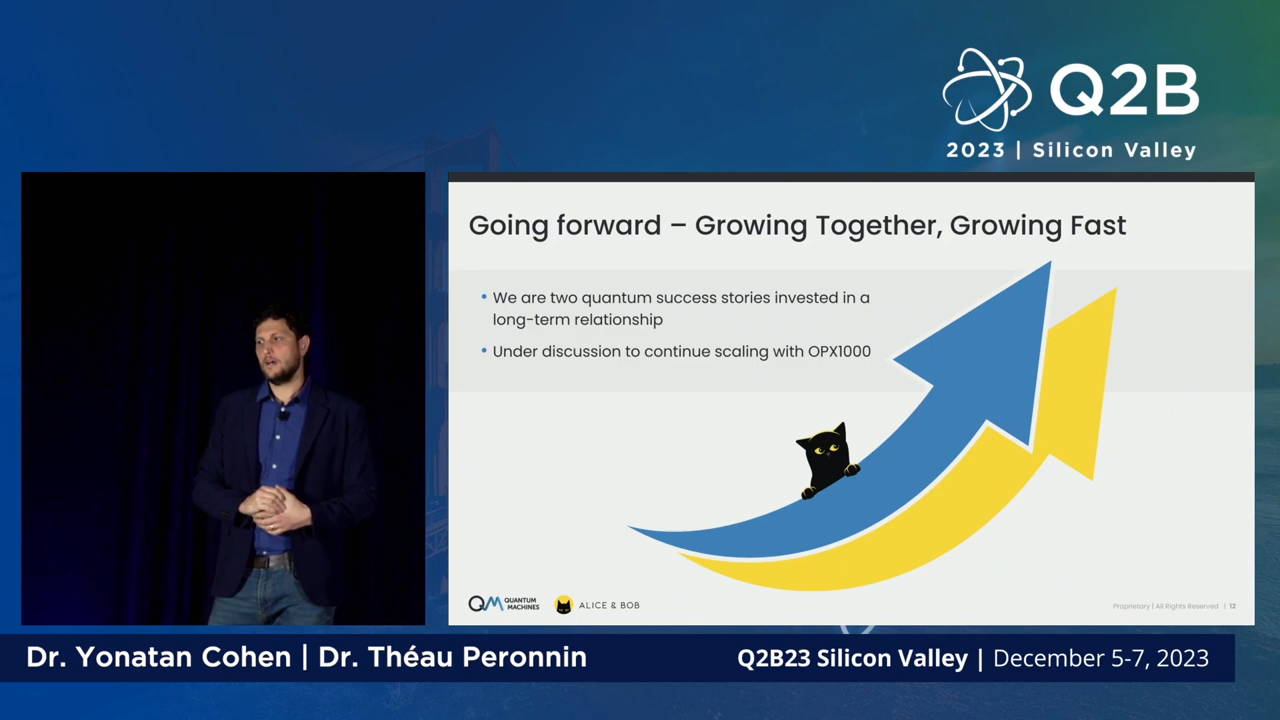 Q2B
2023 | Silicon Valley
Going forward – Growing Together, Growing Fast
• We are two quantum success stories invested in a
long-term relationship
• Under discussion to continue scaling with OPX1000
QM QUANTUM
MACHINES
ALICE & BOB
Proprietary | All Rights Reserved | 12
Dr. Yonatan Cohen | Dr. Théau Peronnin
Q2B23 Silicon Valley | December 5-7, 2023